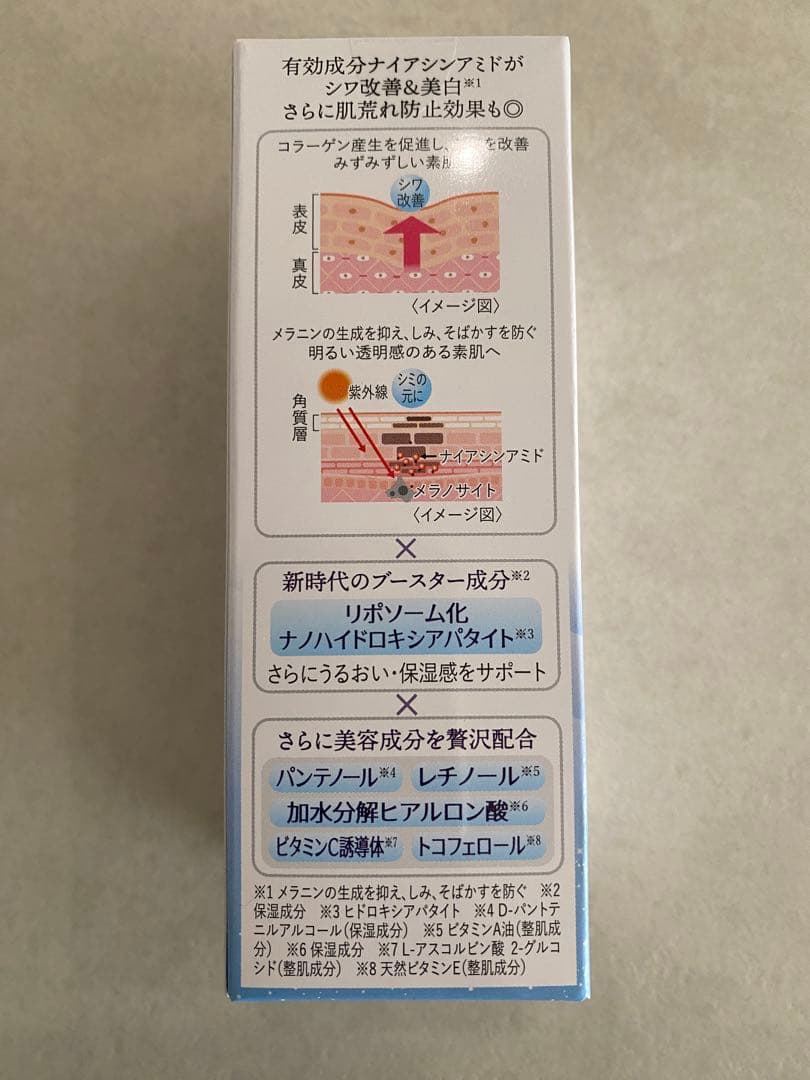 有効成分ナイアシンアミドが
シワ改善&美白※1
さらに肌荒れ防止効果も◎
コラーゲン産生を促進し、 を改善
みずみずしい素肌
シワ
改善
表皮
真皮
〈イメージ図〉
メラニンの生成を抑え、しみ、そばかすを防ぐ
明るい透明感のある素肌へ
紫外線
シミの
元に
角質層
ナイアシンアミド
メラノサイト
〈イメージ図〉
×
新時代のブースター成分※2
リポソーム化
ナノハイドロキシアパタイト※3
さらにうるおい・保湿感をサポート
×
さらに美容成分を贅沢配合
パンテノール※4 レチノール※5
加水分解ヒアルロン酸※6
ビタミンC誘導体※7 トコフェロール※8
※1 メラニンの生成を抑え、しみ、そばかすを防ぐ ※2
保湿成分 ※3 ヒドロキシアパタイト ※4 D-パントテ
ニルアルコール(保湿成分) ※5 ビタミンA油(整肌成
分) ※6 保湿成分 ※7 L-アスコルビン酸 2-グルコ
シド(整肌成分) ※8 天然ビタミンE(整肌成分)